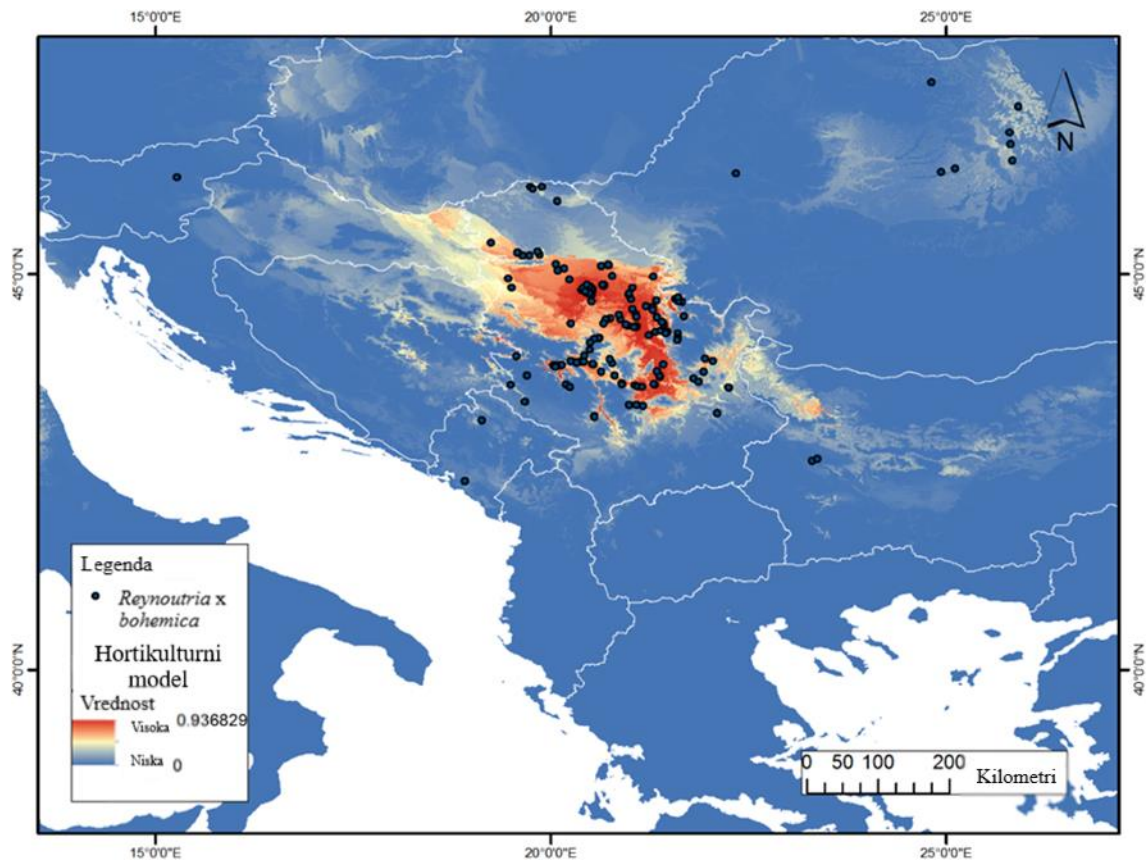 15°0'0"E 20°0'0"E 25°0'0"E
45°0'0"N 45°0'0"N
N
40°0'0"N 40°0'0"N
Legenda
Reynoutria x
bohemica
Hortikulturni
model
Vrednost
Visoka 0.936829
Niska 0
0 50 100 200 Kilometri
15°0'0"E 20°0'0"E 25°0'0"E